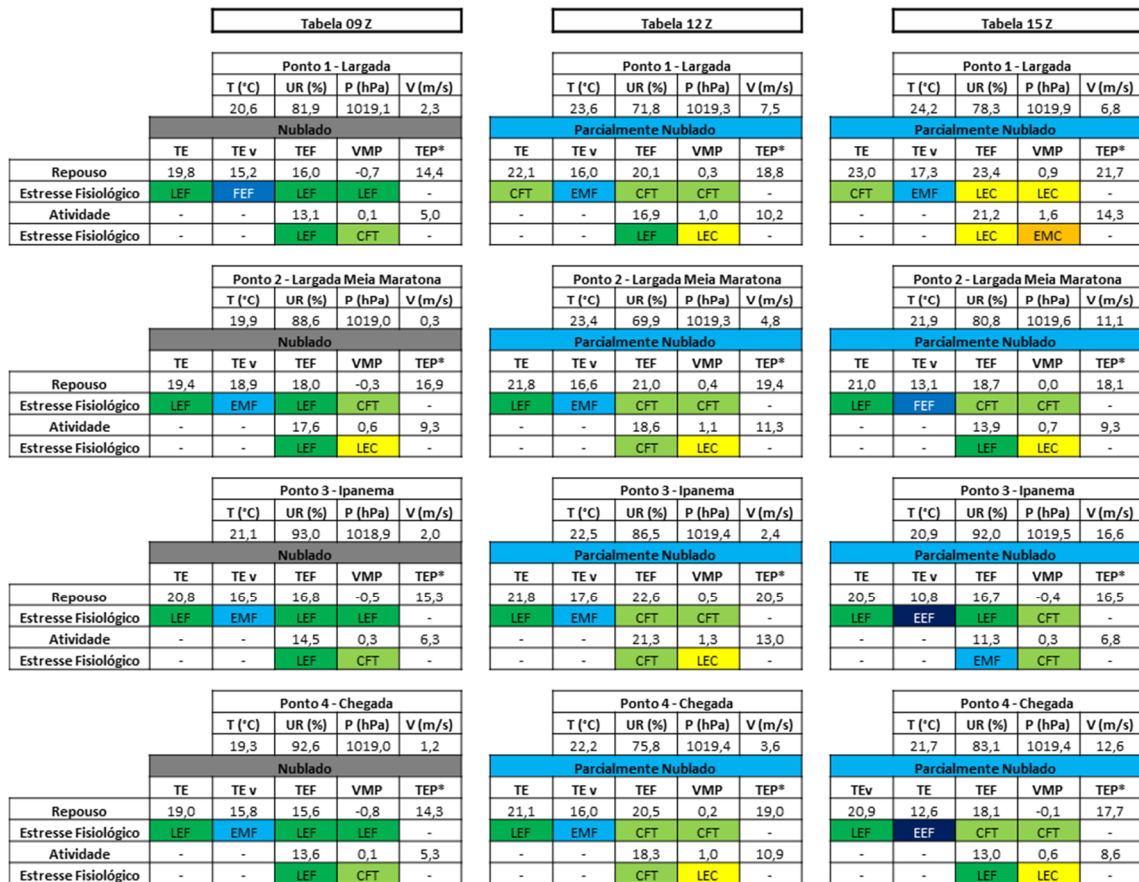 Tabela 09 Z Tabela 12 Z Tabela 15 Z
Ponto 1 - Largada Ponto 1 - Largada Ponto 1 - Largada
T (°C) UR (%) P (hPa) V (m/s) T (°C) UR (%) P (hPa) V (m/s) T (°C) UR (%) P (hPa) V (m/s)
20,6 81,9 1019,1 2,3 23,6 71,8 1019,3 7,5 24,2 78,3 1019,9 6,8
Nublado Parcialmente Nublado Parcialmente Nublado
TE TE v TEF VMP TEP* TE TE v TEF VMP TEP* TE TE v TEF VMP TEP*
Repouso 19,8 15,2 16,0 -0,7 14,4 22,1 16,0 20,1 0,3 18,8 23,0 17,3 23,4 0,9 21,7
Estresse Fisiológico LEF FEF LEF LEF - CFT EMF CFT CFT - CFT EMF LEC LEC -
Atividade - - 13,1 0,1 5,0 - - 16,9 1,0 10,2 - - 21,2 1,6 14,3
Estresse Fisiológico - - LEF CFT - - - LEF LEC - - - LEC EMC -
Ponto 2 - Largada Meia Maratona Ponto 2 - Largada Meia Maratona Ponto 2 - Largada Meia Maratona
T (°C) UR (%) P (hPa) V (m/s) T (°C) UR (%) P (hPa) V (m/s) T (°C) UR (%) P (hPa) V (m/s)
19,9 88,6 1019,0 0,3 23,4 69,9 1019,3 4,8 21,9 80,8 1019,6 11,1
Nublado Parcialmente Nublado Parcialmente Nublado
TE TE v TEF VMP TEP* TE TE v TEF VMP TEP* TE TE v TEF VMP TEP*
Repouso 19,4 18,9 18,0 -0,3 16,9 21,8 16,6 21,0 0,4 19,4 21,0 13,1 18,7 0,0 18,1
Estresse Fisiológico LEF EMF LEF CFT - LEF EMF CFT CFT - LEF FEF CFT CFT -
Atividade - - 17,6 0,6 9,3 - - 18,6 1,1 11,3 - - 13,9 0,7 9,3
Estresse Fisiológico - - LEF LEC - - - CFT LEC - - - LEF LEC -
Ponto 3 - Ipanema Ponto 3 - Ipanema Ponto 3 - Ipanema
T (°C) UR (%) P (hPa) V (m/s) T (°C) UR (%) P (hPa) V (m/s) T (°C) UR (%) P (hPa) V (m/s)
21,1 93,0 1018,9 2,0 22,5 86,5 1019,4 2,4 20,9 92,0 1019,5 16,6
Nublado Parcialmente Nublado Parcialmente Nublado
TE TE v TEF VMP TEP* TE TE v TEF VMP TEP* TE TE v TEF VMP TEP*
Repouso 20,8 16,5 16,8 -0,5 15,3 21,8 17,6 22,6 0,5 20,5 20,5 10,8 16,7 -0,4 16,5
Estresse Fisiológico LEF EMF LEF LEF - LEF EMF CFT CFT - LEF EEF LEF CFT -
Atividade - - 14,5 0,3 6,3 - - 21,3 1,3 13,0 - - 11,3 0,3 6,8
Estresse Fisiológico - - LEF CFT - - - CFT LEC - - - EMF CFT -
Ponto 4 - Chegada Ponto 4 - Chegada Ponto 4 - Chegada
T (°C) UR (%) P (hPa) V (m/s) T (°C) UR (%) P (hPa) V (m/s) T (°C) UR (%) P (hPa) V (m/s)
19,3 92,6 1019,0 1,2 22,2 75,8 1019,4 3,6 21,7 83,1 1019,4 12,6
Nublado Parcialmente Nublado Parcialmente Nublado
TE TE v TEF VMP TEP* TE TE v TEF VMP TEP* TEv TE TEF VMP TEP*
Repouso 19,0 15,8 15,6 -0,8 14,3 21,1 16,0 20,5 0,2 19,0 20,9 12,6 18,1 -0,1 17,7
Estresse Fisiológico LEF EMF LEF LEF - LEF EMF CFT CFT - LEF EEF CFT CFT -
Atividade - - 13,6 0,1 5,3 - - 18,3 1,0 10,9 - - 13,0 0,6 8,6
Estresse Fisiológico - - LEF CFT - - - CFT LEC - - - LEF LEC -